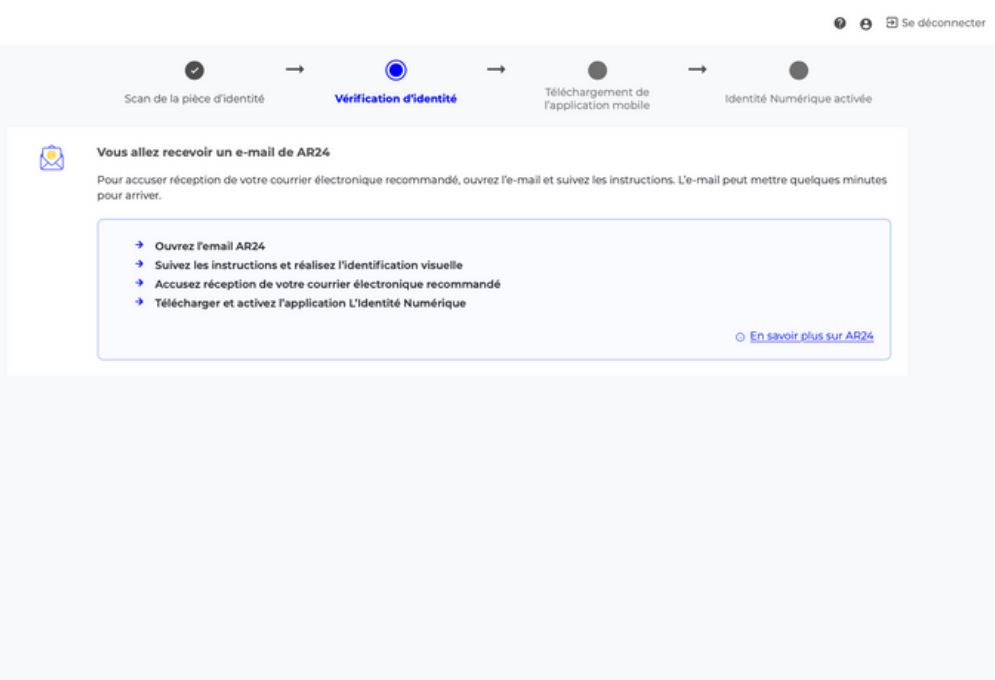 Se déconnecter
Scan de la pièce d'identité
Vérification d'identité
Téléchargement de
l'application mobile
Identité Numérique activée
Vous allez recevoir un e-mail de AR24
Pour accuser réception de votre courrier électronique recommandé, ouvrez l'e-mail et suivez les instructions. L'e-mail peut mettre quelques minutes
pour arriver.
Ouvrez l'email AR24
Suivez les instructions et réalisez l'identification visuelle
Accusez réception de votre courrier électronique recommandé
Télécharger et activez l'application L'Identité Numérique
En savoir plus sur AR24